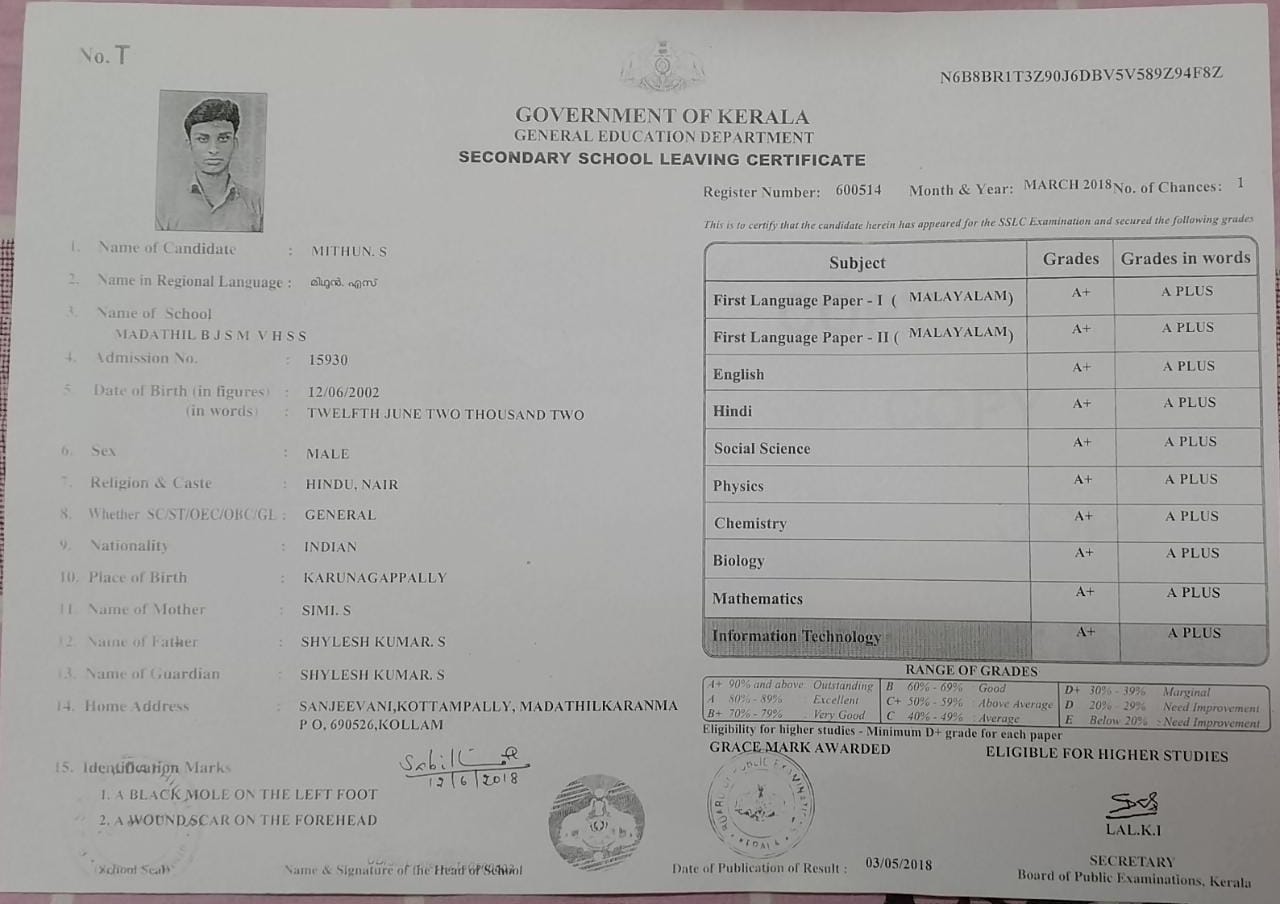 No. T
N6B8BR1T3Z90J6DBV5V589Z94F8Z
GOVERNMENT OF KERALA
GENERAL EDUCATION DEPARTMENT
SECONDARY SCHOOL LEAVING CERTIFICATE
Register Number: 600514 Month & Year: MARCH 2018 No. of Chances: 1
This is to certify that the candidate herein has appeared for the SSLC Examination and secured the following grades
1. Name of Candidate : MITHUN. S
2. Name in Regional Language : മിഥുൻ. എസ്
3. Name of School
MADATHIL B J S M V H S S
4. Admission No. : 15930
5. Date of Birth (in figures) : 12/06/2002
(in words) : TWELFTH JUNE TWO THOUSAND TWO
6. Sex : MALE
7. Religion & Caste : HINDU, NAIR
8. Whether SC/ST/OEC/OBC/GL : GENERAL
9. Nationality : INDIAN
10. Place of Birth : KARUNAGAPPALLY
11. Name of Mother : SIMI. S
12. Name of Father : SHYLESH KUMAR. S
13. Name of Guardian : SHYLESH KUMAR. S
14. Home Address : SANJEEVANI,KOTTAMPALLY, MADATHILKARANMA
P O, 690526,KOLLAM
15. Identification Marks
12/6/2018
1. A BLACK MOLE ON THE LEFT FOOT
2. A WOUND SCAR ON THE FOREHEAD
(School Seal)
Name & Signature of the Head of School
Subject Grades Grades in words
First Language Paper - I ( MALAYALAM) A+ A PLUS
First Language Paper - II ( MALAYALAM) A+ A PLUS
English A+ A PLUS
Hindi A+ A PLUS
Social Science A+ A PLUS
Physics A+ A PLUS
Chemistry A+ A PLUS
Biology A+ A PLUS
Mathematics A+ A PLUS
Information Technology A+ A PLUS
RANGE OF GRADES
A+ 90% and above : Outstanding B 60% - 69% : Good D+ 30% - 39% : Marginal
A 80% - 89% : Excellent C+ 50% - 59% : Above Average D 20% - 29% : Need Improvement
B+ 70% - 79% : Very Good C 40% - 49% : Average E Below 20% : Need Improvement
Eligibility for higher studies - Minimum D+ grade for each paper
GRACE MARK AWARDED
ELIGIBLE FOR HIGHER STUDIES
BOARD OF PUBLIC EXAMINATIONS
KERALA
LAL.K.I
Date of Publication of Result : 03/05/2018
SECRETARY
Board of Public Examinations, Kerala